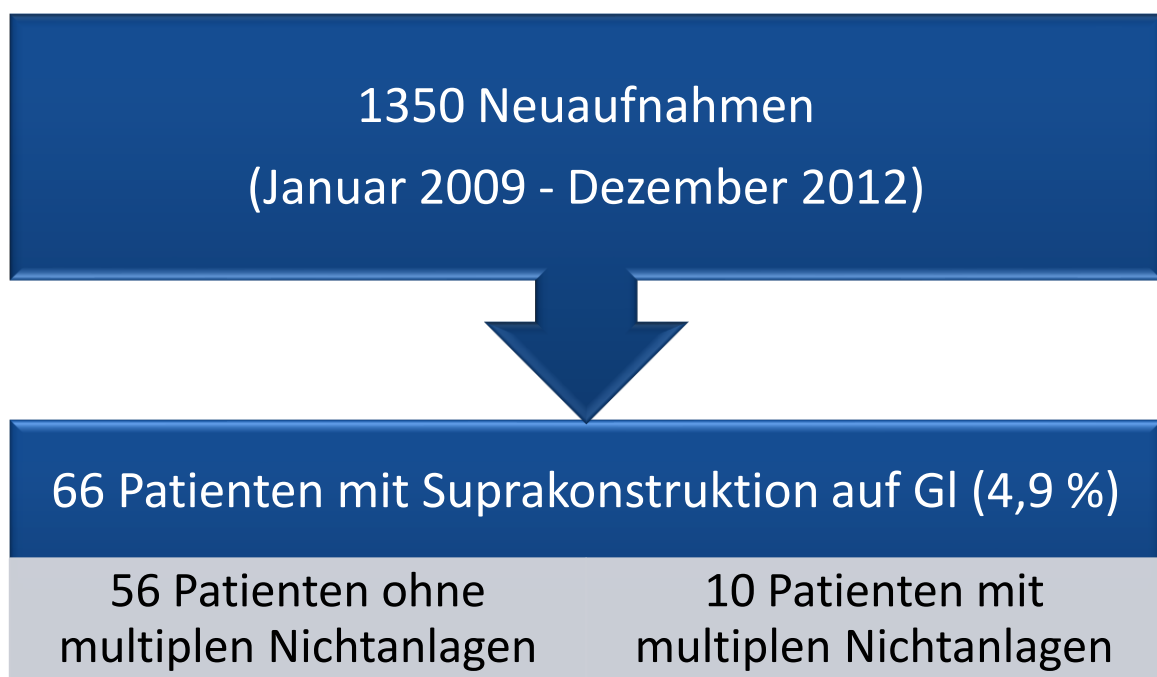 1350 Neuaufnahmen
(Januar 2009 - Dezember 2012)
66 Patienten mit Suprakonstruktion auf Gl (4,9 %)
56 Patienten ohne
multiplen Nichtanlagen
10 Patienten mit
multiplen Nichtanlagen